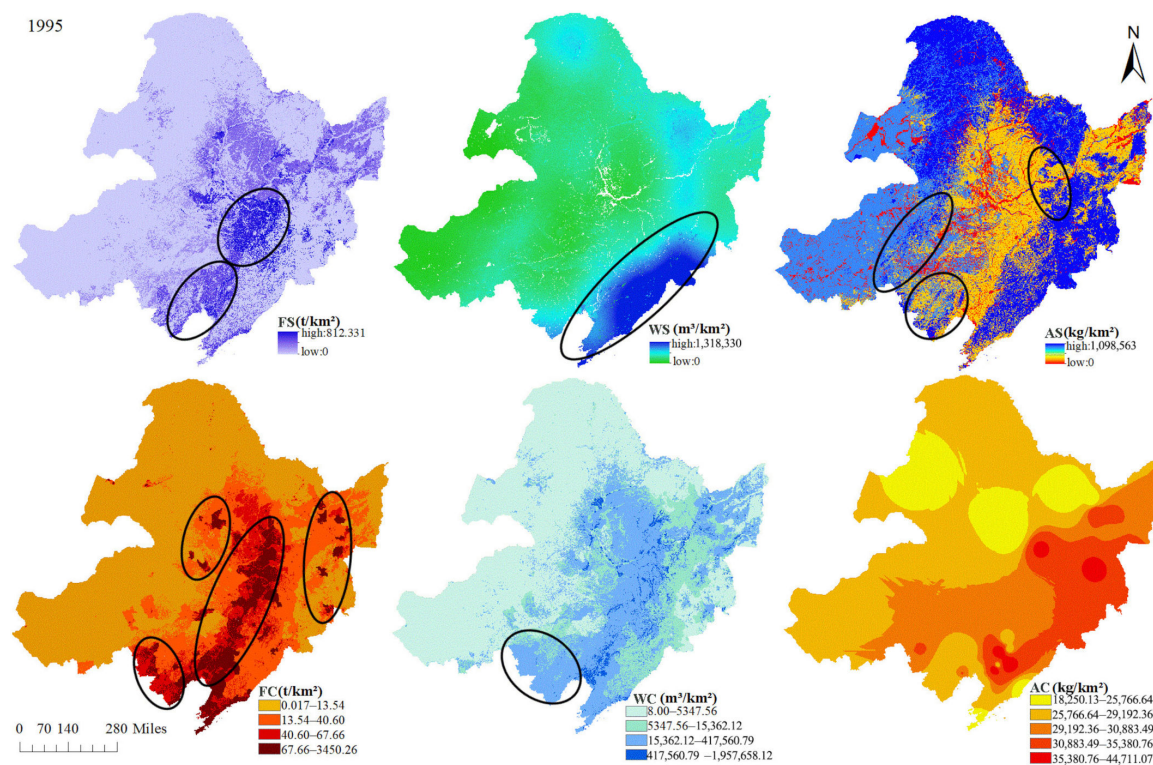 1995
N
FS(t/km²)
high:812.331
low:0
WS (m³/km²)
high:1,318,330
low:0
AS(kg/km²)
high:1,098,563
low:0
FC(t/km²)
0.017–13.54
13.54–40.60
40.60–67.66
67.66–3450.26
WC (m³/km²)
8.00–5347.56
5347.56–15,362.12
15,362.12–417,560.79
417,560.79 –1,957,658.12
AC(kg/km²)
18,250.13–25,766.64
25,766.64–29,192.36
29,192.36–30,883.49
30,883.49–35,380.76
35,380.76–44,711.07
0 70 140 280 Miles